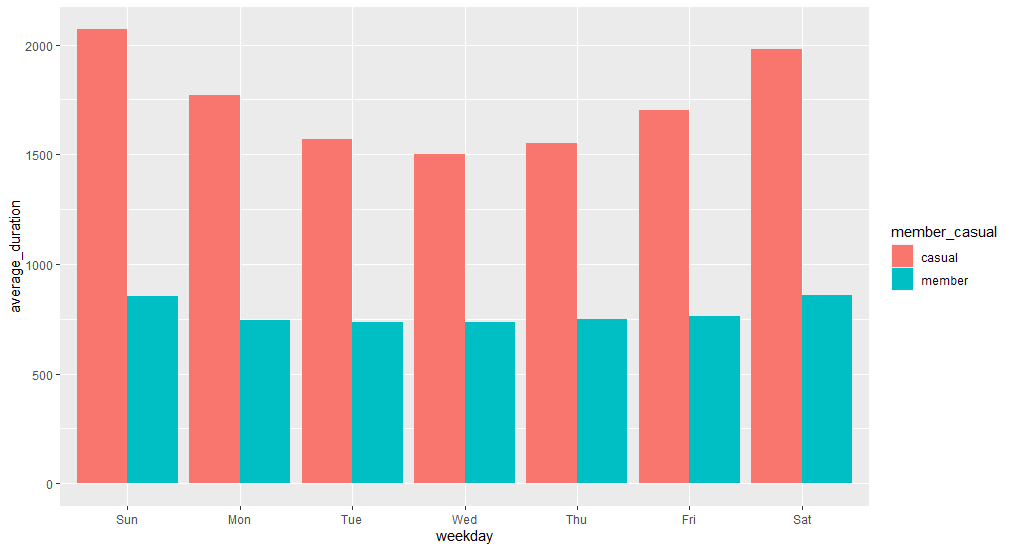 2000
1500
1000
500
0
average_duration
Sun Mon Tue Wed Thu Fri Sat
weekday
member_casual
casual
member